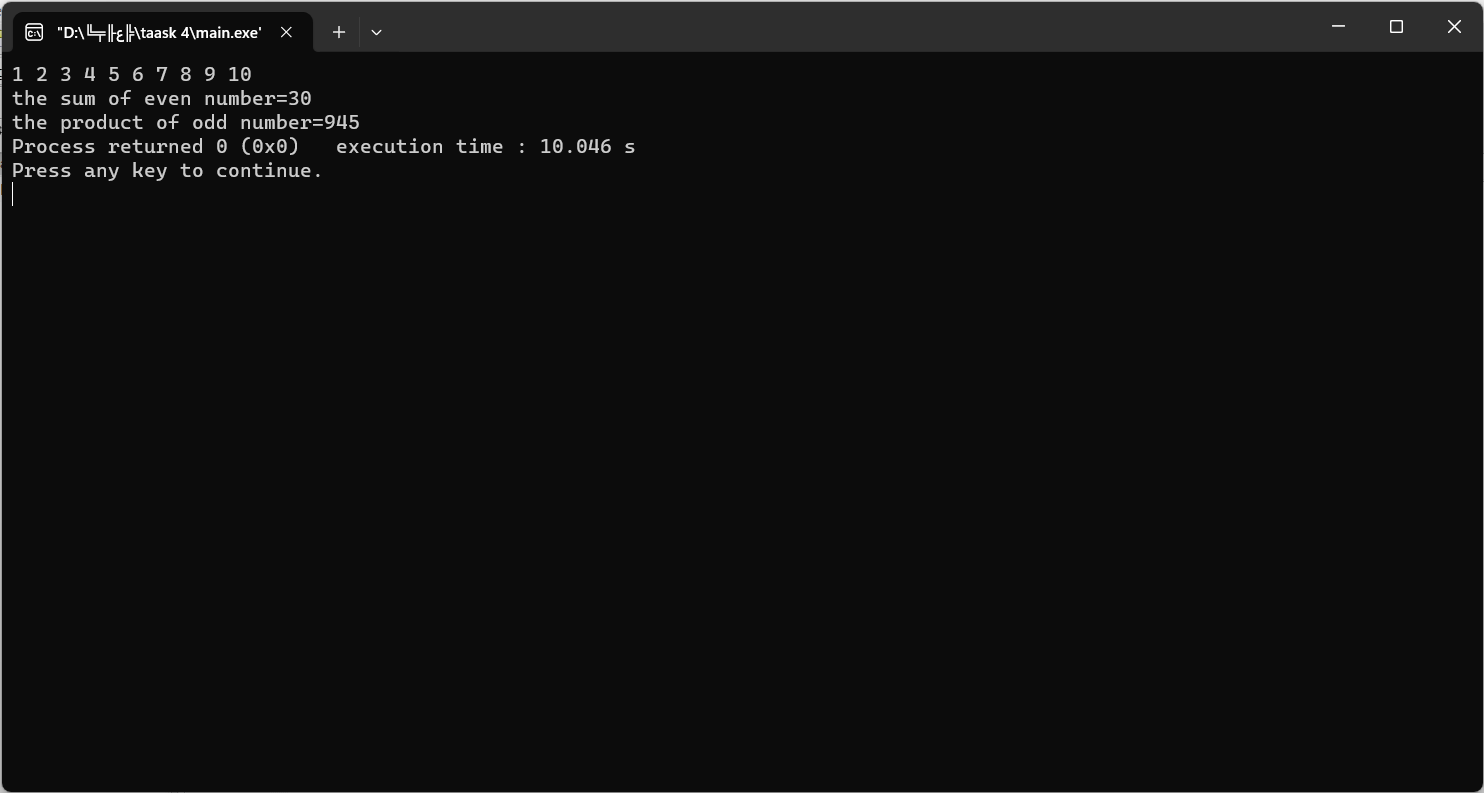 "D:\╚╤╟ع╠\taask 4\main.exe"
1 2 3 4 5 6 7 8 9 10
the sum of even number=30
the product of odd number=945
Process returned 0 (0x0)   execution time : 10.046 s
Press any key to continue.